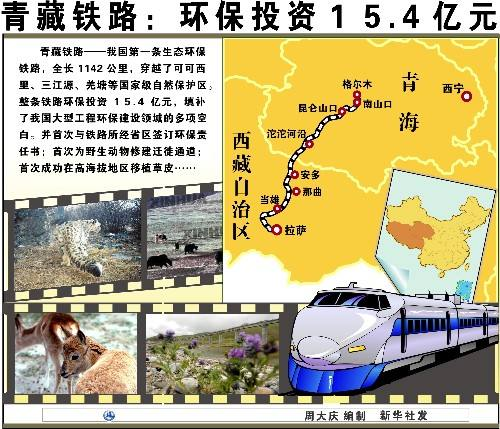 青藏铁路：环保投资15.4亿元
青藏铁路——我国第一条生态环保
铁路，全长1142公里，穿越了可可西
里、三江源、羌塘等国家级自然保护区。
整条铁路环保投资15.4亿元，填补
了我国大型工程环保建设领域的多项空
白。并首次与铁路所经省区签订环保责
任书；首次为野生动物修建迁徙通道；
首次成功在高海拔地区移植草皮……
青海
西宁
格尔木
南山口
昆仑山口
沱沱河沿
安多
那曲
当雄
拉萨
西藏自治区
周大庆 编制 新华社发